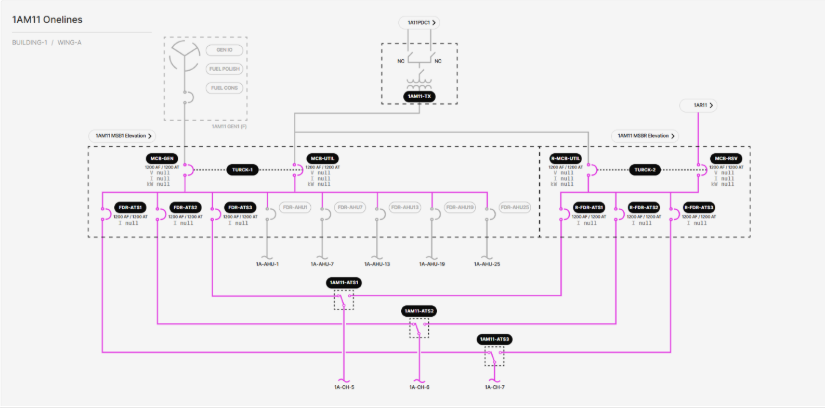 1AM11 Onelines
BUILDING-1 / WING-A
1A11PDC1 >
GEN-10
FUEL POLISH
FUEL CONS
NC
NC
1AM11-TX
1AM11 GEN1 (F)
1AR11 >
1AM11 MSB1 Elevation >
1AM11 MSBR Elevation >
MCB-GEN
1200 AF / 1200 AT
V null
I null
kW null
TURCK-1
MCB-UTIL
1200 AF / 1200 AT
V null
I null
kW null
R-MCB-UTIL
1200 AF / 1200 AT
V null
I null
kW null
TURCK-2
MCB-RSV
1200 AF / 1200 AT
V null
I null
kW null
FDR-ATS1
1200 AF / 1200 AT
I null
FDR-ATS2
1200 AF / 1200 AT
I null
FDR-ATS3
1200 AF / 1200 AT
I null
FDR-AHU1
FDR-AHU7
FDR-AHU13
FDR-AHU19
FDR-AHU25
R-FDR-ATS1
1200 AF / 1200 AT
I null
R-FDR-ATS2
1200 AF / 1200 AT
I null
R-FDR-ATS3
1200 AF / 1200 AT
I null
1A-AHU-1
1A-AHU-7
1A-AHU-13
1A-AHU-19
1A-AHU-25
1AM11-ATS1
1AM11-ATS2
1AM11-ATS3
1A-CH-5
1A-CH-6
1A-CH-7